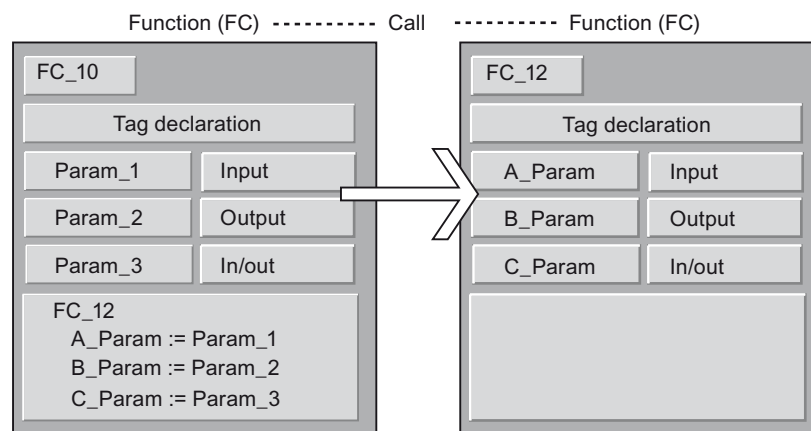 Function (FC) ---------- Call ---------- Function (FC)
FC_10
Tag declaration
Param_1 Input
Param_2 Output
Param_3 In/out
FC_12
A_Param := Param_1
B_Param := Param_2
C_Param := Param_3
FC_12
Tag declaration
A_Param Input
B_Param Output
C_Param In/out